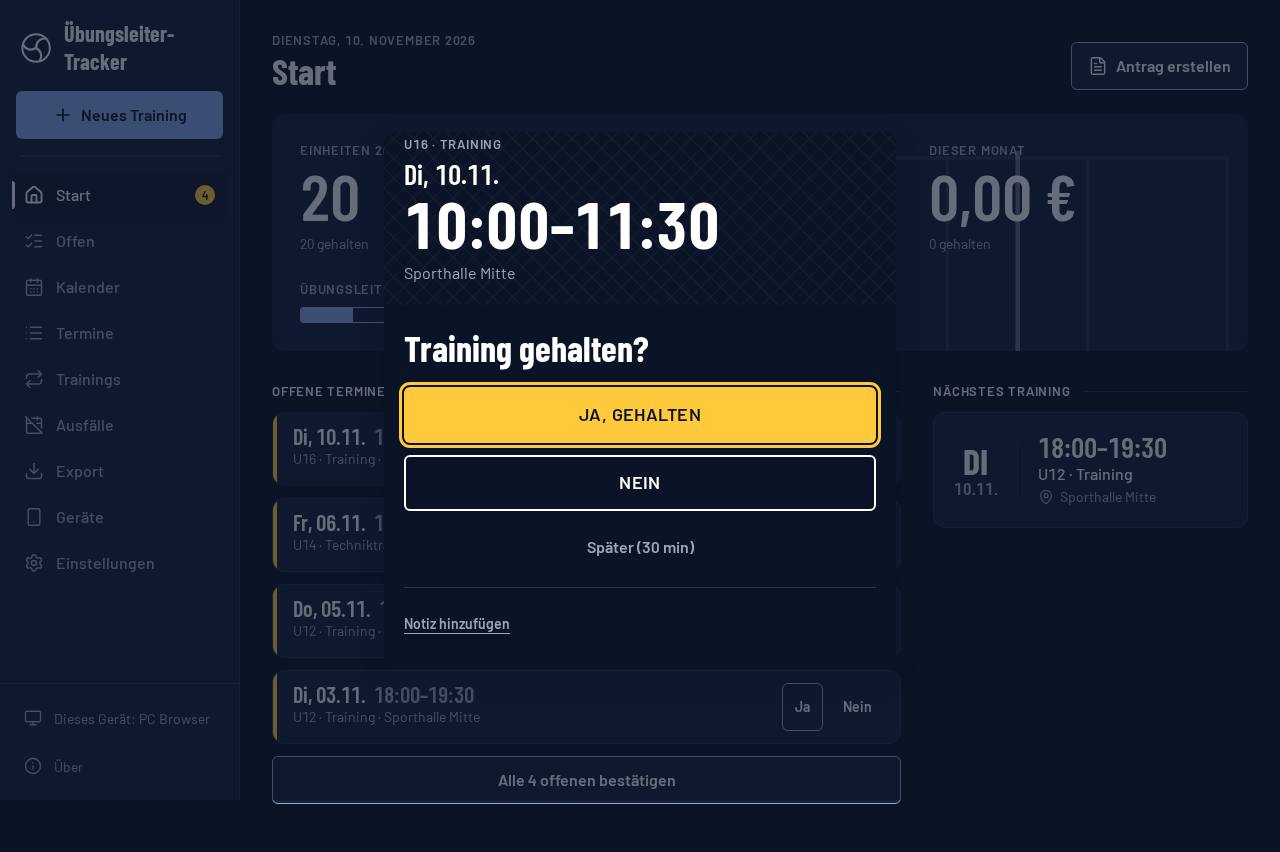 Übungsleiter-
Tracker
Neues Training
Start
4
Offen
Kalender
Termine
Trainings
Ausfälle
Export
Geräte
Einstellungen
Dieses Gerät: PC Browser
Über
DIENSTAG, 10. NOVEMBER 2026
Start
Antrag erstellen
EINHEITEN
20
20 gehalten
DIESER MONAT
0,00 €
0 gehalten
U16 · TRAINING
Di, 10.11.
10:00–11:30
Sporthalle Mitte
Training gehalten?
JA, GEHALTEN
NEIN
Später (30 min)
Notiz hinzufügen
OFFENE TERMINE
Di, 10.11.
U16 · Training ·
Fr, 06.11.
U14 ·
Do, 05.11.
U12 · Training ·
Di, 03.11. 18:00–19:30
U12 · Training · Sporthalle Mitte
Ja
Nein
Alle 4 offenen bestätigen
NÄCHSTES TRAINING
DI
10.11.
18:00–19:30
U12 · Training
Sporthalle Mitte